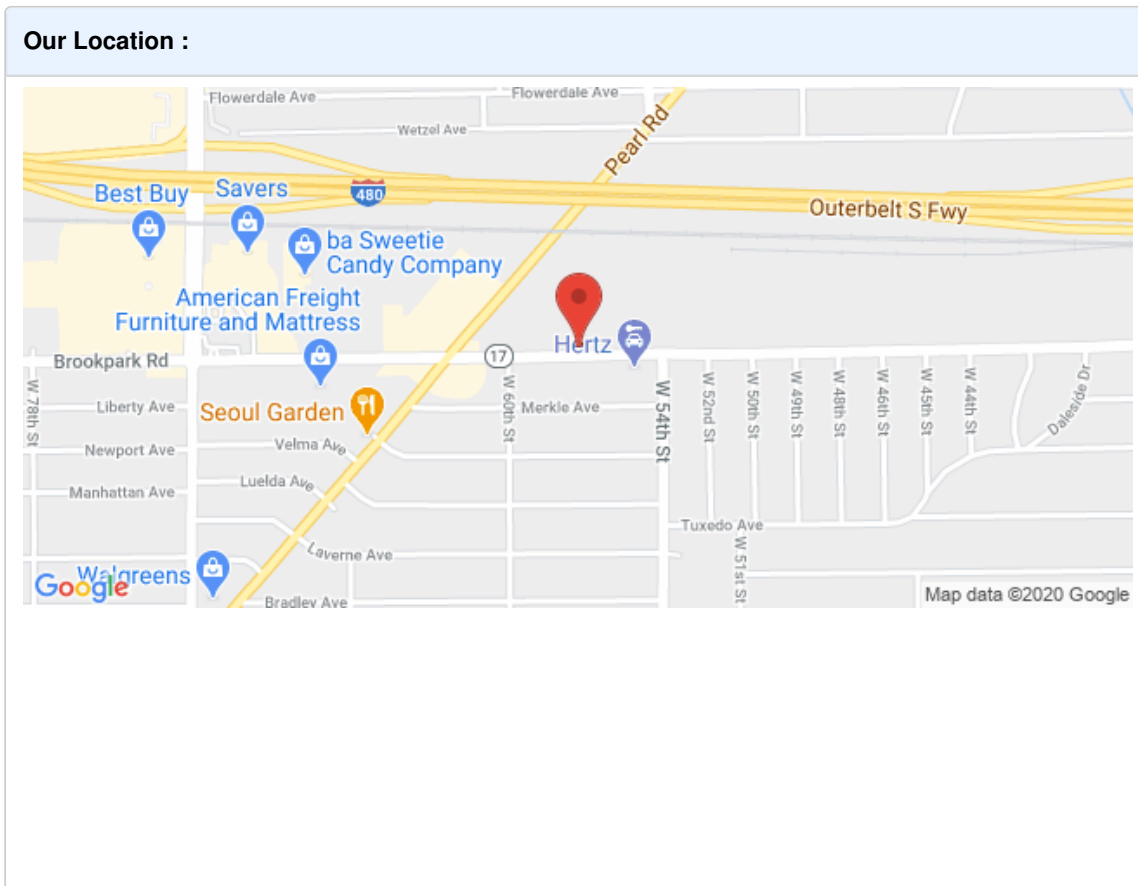 Our Location :
Flowerdale Ave
Flowerdale Ave
Wetzel Ave
Pearl Rd
Best Buy
Savers
480
Outerbelt S Fwy
ba Sweetie
Candy Company
American Freight
Furniture and Mattress
Hertz
Brookpark Rd
17
W 78th St
Liberty Ave
Seoul Garden
W 60th St
Merkle Ave
W 54th St
W 52nd St
W 50th St
W 49th St
W 48th St
W 46th St
W 45th St
W 44th St
Daleside Dr
Newport Ave
Velma Ave
Manhattan Ave
Luelda Ave
Tuxedo Ave
Laverne Ave
W 51st St
Walgreens
Google
Bradley Ave
Map data ©2020 Google